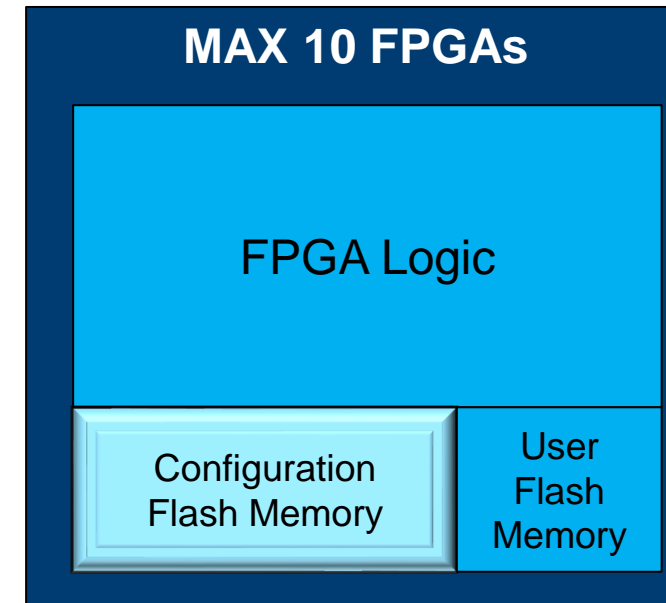 MAX 10 FPGAs
FPGA Logic
Configuration
Flash Memory
User
Flash
Memory